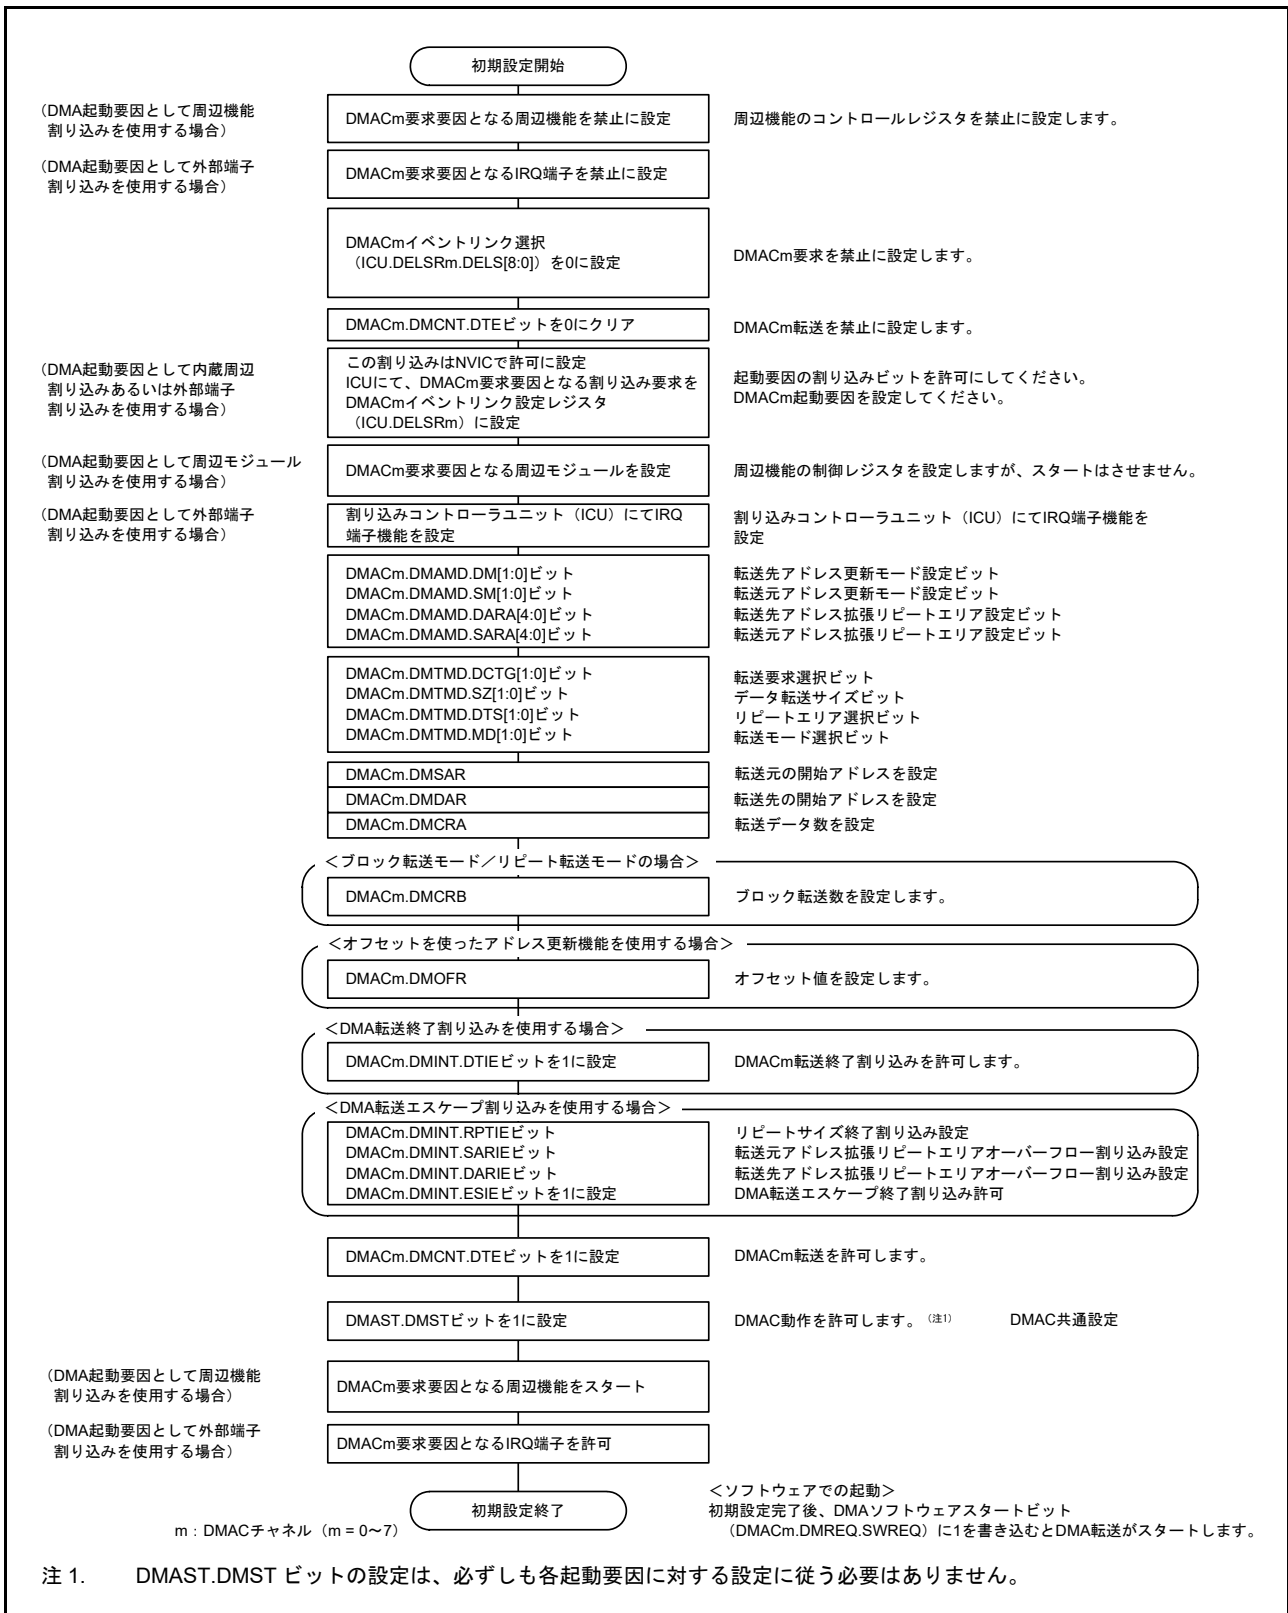 初期設定開始
（DMA起動要因として周辺機能
割り込みを使用する場合）
DMACm要求要因となる周辺機能を禁止に設定
周辺機能のコントロールレジスタを禁止に設定します。
（DMA起動要因として外部端子
割り込みを使用する場合）
DMACm要求要因となるIRQ端子を禁止に設定
DMACmイベントリンク選択
（ICU.DELSRm.DELS[8:0]）を0に設定
DMACm要求を禁止に設定します。
DMACm.DMCNT.DTEビットを0にクリア
DMACm転送を禁止に設定します。
（DMA起動要因として内蔵周辺
割り込みあるいは外部端子
割り込みを使用する場合）
この割り込みはNVICで許可に設定
ICUにて、DMACm要求要因となる割り込み要求を
DMACmイベントリンク設定レジスタ
（ICU.DELSRm）に設定
起動要因の割り込みビットを許可にしてください。
DMACm起動要因を設定してください。
（DMA起動要因として周辺モジュール
割り込みを使用する場合）
DMACm要求要因となる周辺モジュールを設定
周辺機能の制御レジスタを設定しますが、スタートはさせません。
（DMA起動要因として外部端子
割り込みを使用する場合）
割り込みコントローラユニット（ICU）にてIRQ
端子機能を設定
割り込みコントローラユニット（ICU）にてIRQ端子機能を
設定
DMACm.DMAMD.DM[1:0]ビット
転送先アドレス更新モード設定ビット
DMACm.DMAMD.SM[1:0]ビット
転送元アドレス更新モード設定ビット
DMACm.DMAMD.DARA[4:0]ビット
転送先アドレス拡張リピートエリア設定ビット
DMACm.DMAMD.SARA[4:0]ビット
転送元アドレス拡張リピートエリア設定ビット
DMACm.DMTMD.DCTG[1:0]ビット
転送要求選択ビット
DMACm.DMTMD.SZ[1:0]ビット
データ転送サイズビット
DMACm.DMTMD.DTS[1:0]ビット
リピートエリア選択ビット
DMACm.DMTMD.MD[1:0]ビット
転送モード選択ビット
DMACm.DMSAR
転送元の開始アドレスを設定
DMACm.DMDAR
転送先の開始アドレスを設定
DMACm.DMCRA
転送データ数を設定
＜ブロック転送モード／リピート転送モードの場合＞
DMACm.DMCRB
ブロック転送数を設定します。
＜オフセットを使ったアドレス更新機能を使用する場合＞
DMACm.DMOFR
オフセット値を設定します。
＜DMA転送終了割り込みを使用する場合＞
DMACm.DMINT.DTIEビットを1に設定
DMACm転送終了割り込みを許可します。
＜DMA転送エスケープ割り込みを使用する場合＞
DMACm.DMINT.RPTIEビット
リピートサイズ終了割り込み設定
DMACm.DMINT.SARIEビット
転送元アドレス拡張リピートエリアオーバーフロー割り込み設定
DMACm.DMINT.DARIEビット
転送先アドレス拡張リピートエリアオーバーフロー割り込み設定
DMACm.DMINT.ESIEビットを1に設定
DMA転送エスケープ終了割り込み許可
DMACm.DMCNT.DTEビットを1に設定
DMACm転送を許可します。
DMAST.DMSTビットを1に設定
DMAC動作を許可します。（注1） DMAC共通設定
（DMA起動要因として周辺機能
割り込みを使用する場合）
DMACm要求要因となる周辺機能をスタート
（DMA起動要因として外部端子
割り込みを使用する場合）
DMACm要求要因となるIRQ端子を許可
初期設定終了
m：DMACチャネル（m = 0～7）
＜ソフトウェアでの起動＞
初期設定完了後、DMAソフトウェアスタートビット
（DMACm.DMREQ.SWREQ）に1を書き込むとDMA転送がスタートします。
注 1. DMAST.DMST ビットの設定は、必ずしも各起動要因に対する設定に従う必要はありません。